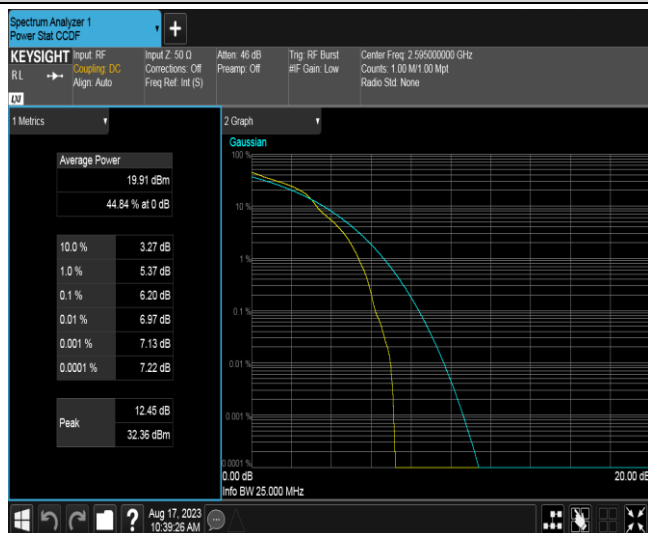 Spectrum Analyzer 1
Power Stat CCDF
KEYSIGHT
RL
LXI
Input: RF
Coupling: DC
Align: Auto
Input Z: 50 Ω
Corrections: Off
Freq Ref: Int (S)
Atten: 46 dB
Preamp: Off
Trig: RF Burst
#IF Gain: Low
Center Freq: 2.595000000 GHz
Counts: 1.00 M/1.00 Mpt
Radio Std: None
1 Metrics
Average Power
19.91 dBm
44.84 % at 0 dB
10.0 % 3.27 dB
1.0 % 5.37 dB
0.1 % 6.20 dB
0.01 % 6.97 dB
0.001 % 7.13 dB
0.0001 % 7.22 dB
Peak
12.45 dB
32.36 dBm
2 Graph
Gaussian
100 %
10 %
1 %
0.1 %
0.01 %
0.001 %
0.0001 %
0.00 dB
20.00 dB
Info BW 25.000 MHz
?
Aug 17, 2023
10:39:26 AM